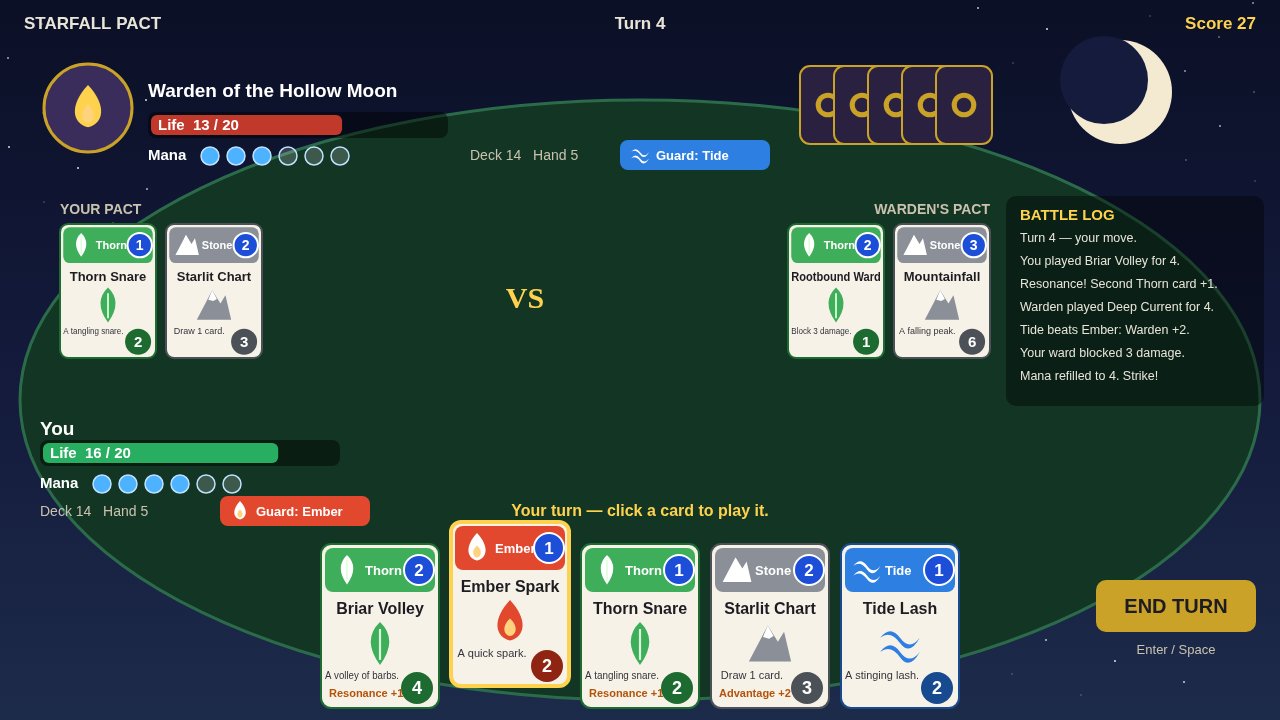 STARFALL PACT
Turn 4
Score 27
Warden of the Hollow Moon
Life 13 / 20
Mana
Deck 14 Hand 5
Guard: Tide
YOUR PACT
WARDEN'S PACT
Thorn 1
Thorn Snare
A tangling snare.
2
Stone 2
Starlit Chart
Draw 1 card.
3
VS
Thorn 2
Rootbound Ward
Block 3 damage.
1
Stone 3
Mountainfall
A falling peak.
6
BATTLE LOG
Turn 4 — your move.
You played Briar Volley for 4.
Resonance! Second Thorn card +1.
Warden played Deep Current for 4.
Tide beats Ember: Warden +2.
Your ward blocked 3 damage.
Mana refilled to 4. Strike!
You
Life 16 / 20
Mana
Deck 14 Hand 5
Guard: Ember
Your turn — click a card to play it.
Thorn 2
Briar Volley
A volley of barbs.
Resonance +1
4
Ember 1
Ember Spark
A quick spark.
2
Thorn 1
Thorn Snare
A tangling snare.
Resonance +1
2
Stone 2
Starlit Chart
Draw 1 card.
Advantage +2
3
Tide 1
Tide Lash
A stinging lash.
2
END TURN
Enter / Space